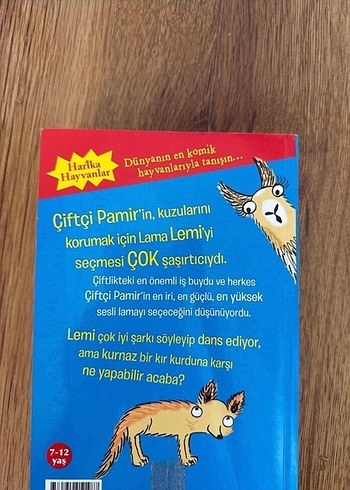 Harika
Hayvanlar
Dünyanın en komik
hayvanlarıyla tanışın...
Çiftçi Pamir'in, kuzularını
korumak için Lama Lemi'yi
seçmesi ÇOK şaşırtıcıydı.
Çiftlikteki en önemli iş buydu ve herkes
Çiftçi Pamir'in en iri, en güçlü, en yüksek
sesli lamayı seçeceğini düşünüyordu.
Lemi çok iyi şarkı söyleyip dans ediyor,
ama kurnaz bir kır kurduna karşı
ne yapabilir acaba?
7-12
yaş